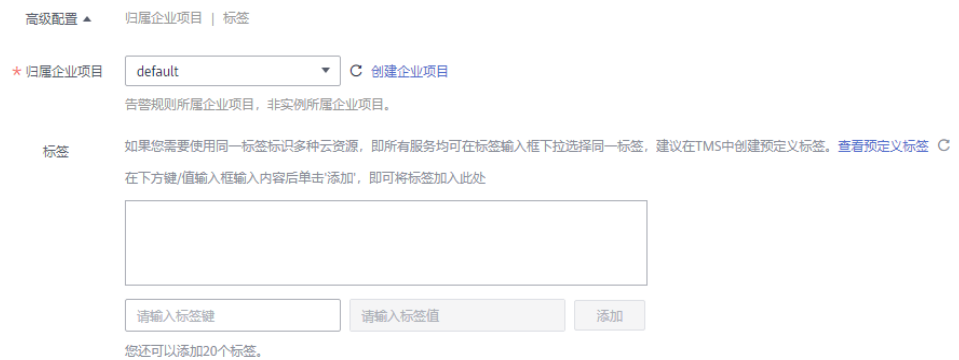 高级配置 ▲ 归属企业项目 | 标签
* 归属企业项目 default 创建企业项目
告警规则所属企业项目，非实例所属企业项目。
标签 如果您需要使用同一标签标识多种云资源，即所有服务均可在标签输入框下拉选择同一标签，建议在TMS中创建预定义标签。查看预定义标签
在下方键/值输入框输入内容后单击'添加'，即可将标签加入此处
请输入标签键 请输入标签值 添加
您还可以添加20个标签。